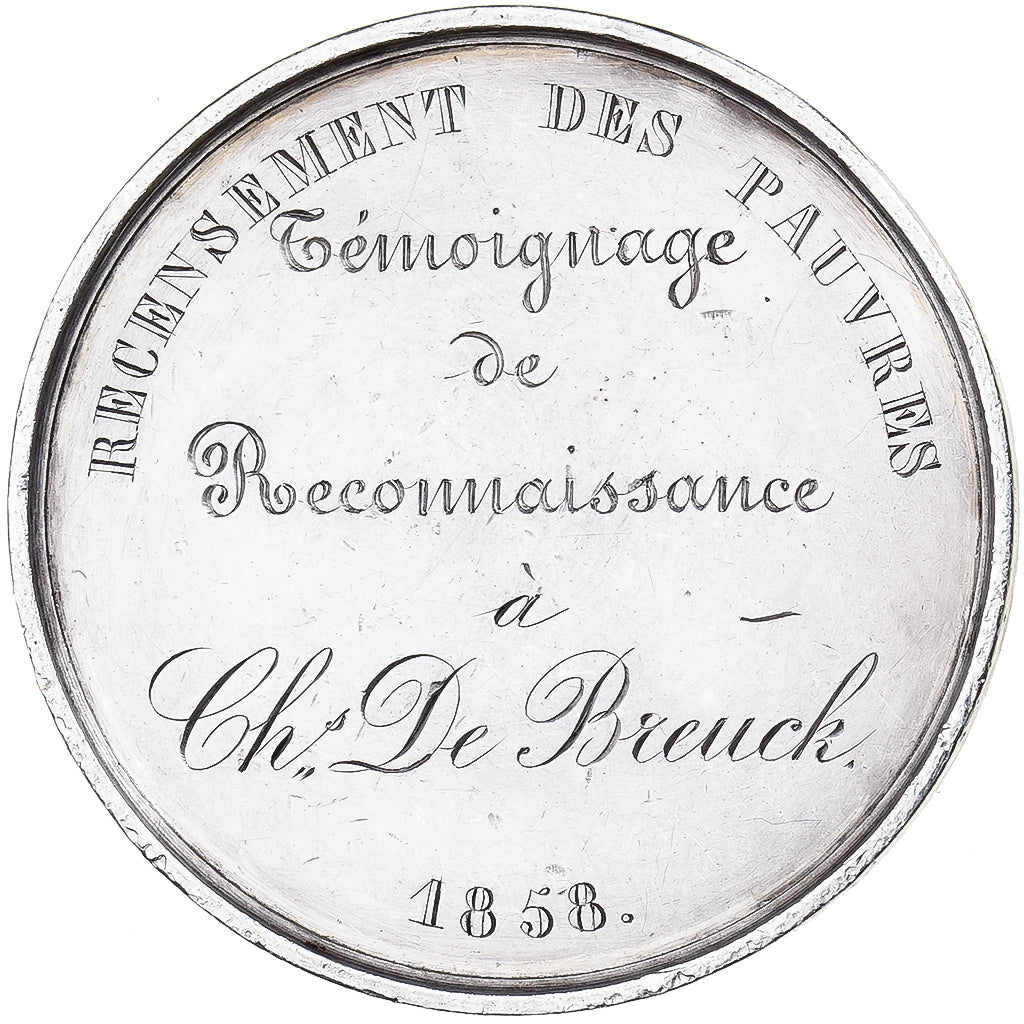 RECENSEMENT DES PAUVRES
Témoignage
de
Reconnaissance
à
Chs De Breuck.
1858.